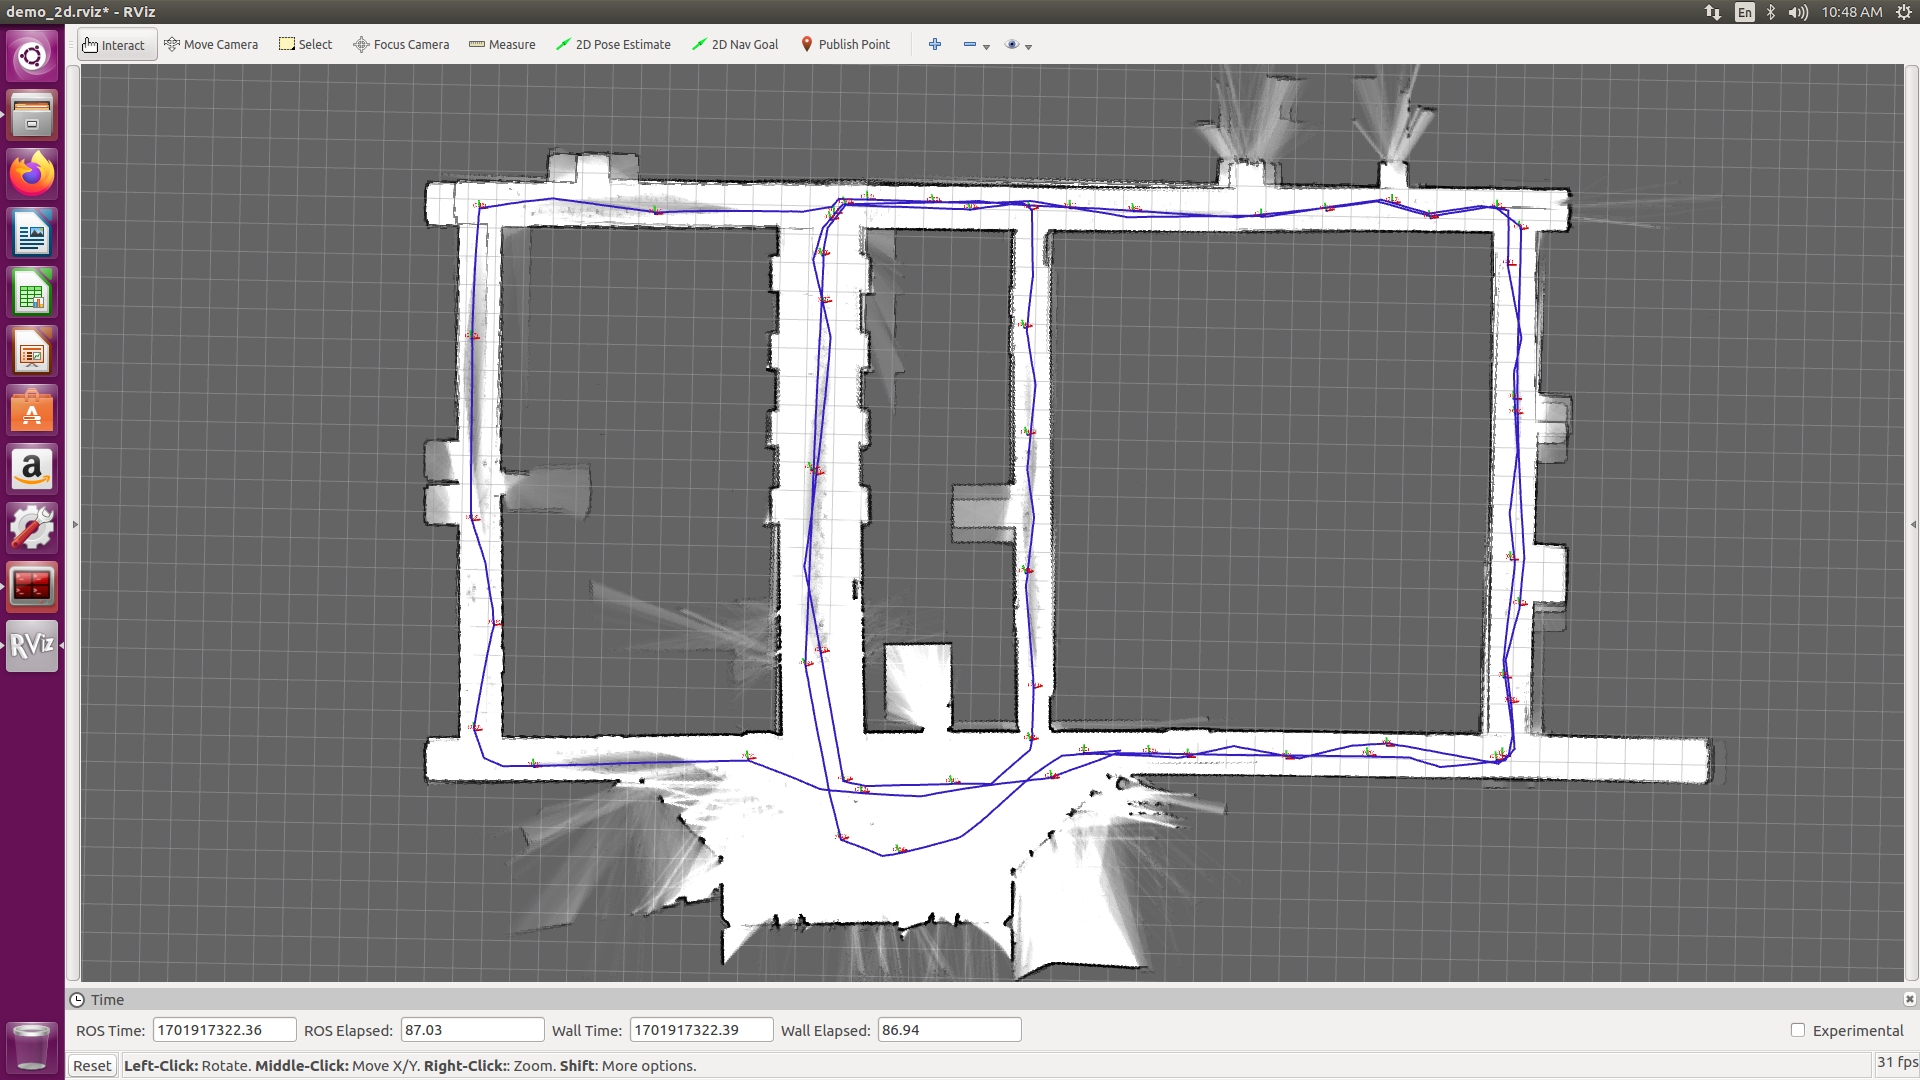 demo_2d.rviz* - RViz
En
10:48 AM
Interact
Move Camera
Select
Focus Camera
Measure
2D Pose Estimate
2D Nav Goal
Publish Point
RViz
Time
ROS Time: 1701917322.36 ROS Elapsed: 87.03 Wall Time: 1701917322.39 Wall Elapsed: 86.94 Experimental
Reset Left-Click: Rotate. Middle-Click: Move X/Y. Right-Click:: Zoom. Shift: More options. 31 fps